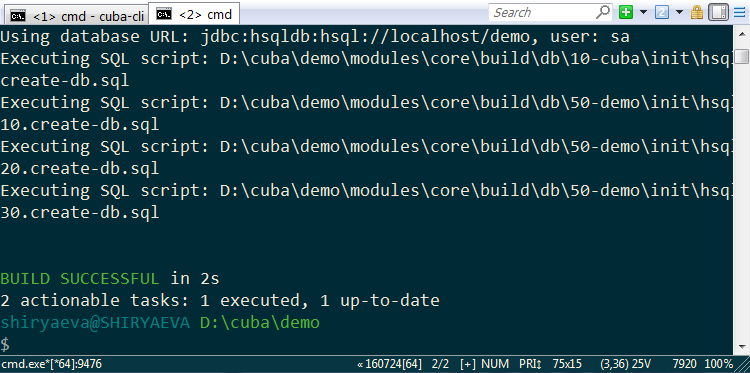 <1> cmd - cuba-cli
<2> cmd
Search
Using database URL: jdbc:hsqldb:hsql://localhost/demo, user: sa
Executing SQL script: D:\cuba\demo\modules\core\build\db\10-cuba\init\hsql
create-db.sql
Executing SQL script: D:\cuba\demo\modules\core\build\db\50-demo\init\hsql
10.create-db.sql
Executing SQL script: D:\cuba\demo\modules\core\build\db\50-demo\init\hsql
20.create-db.sql
Executing SQL script: D:\cuba\demo\modules\core\build\db\50-demo\init\hsql
30.create-db.sql
BUILD SUCCESSFUL in 2s
2 actionable tasks: 1 executed, 1 up-to-date
shiryaeva@SHIRYAEVA D:\cuba\demo
$
cmd.exe*[*64]:9476 « 160724[64] 2/2 [+] NUM PRI↕ 75x15 (3,36) 25V 7920 100%